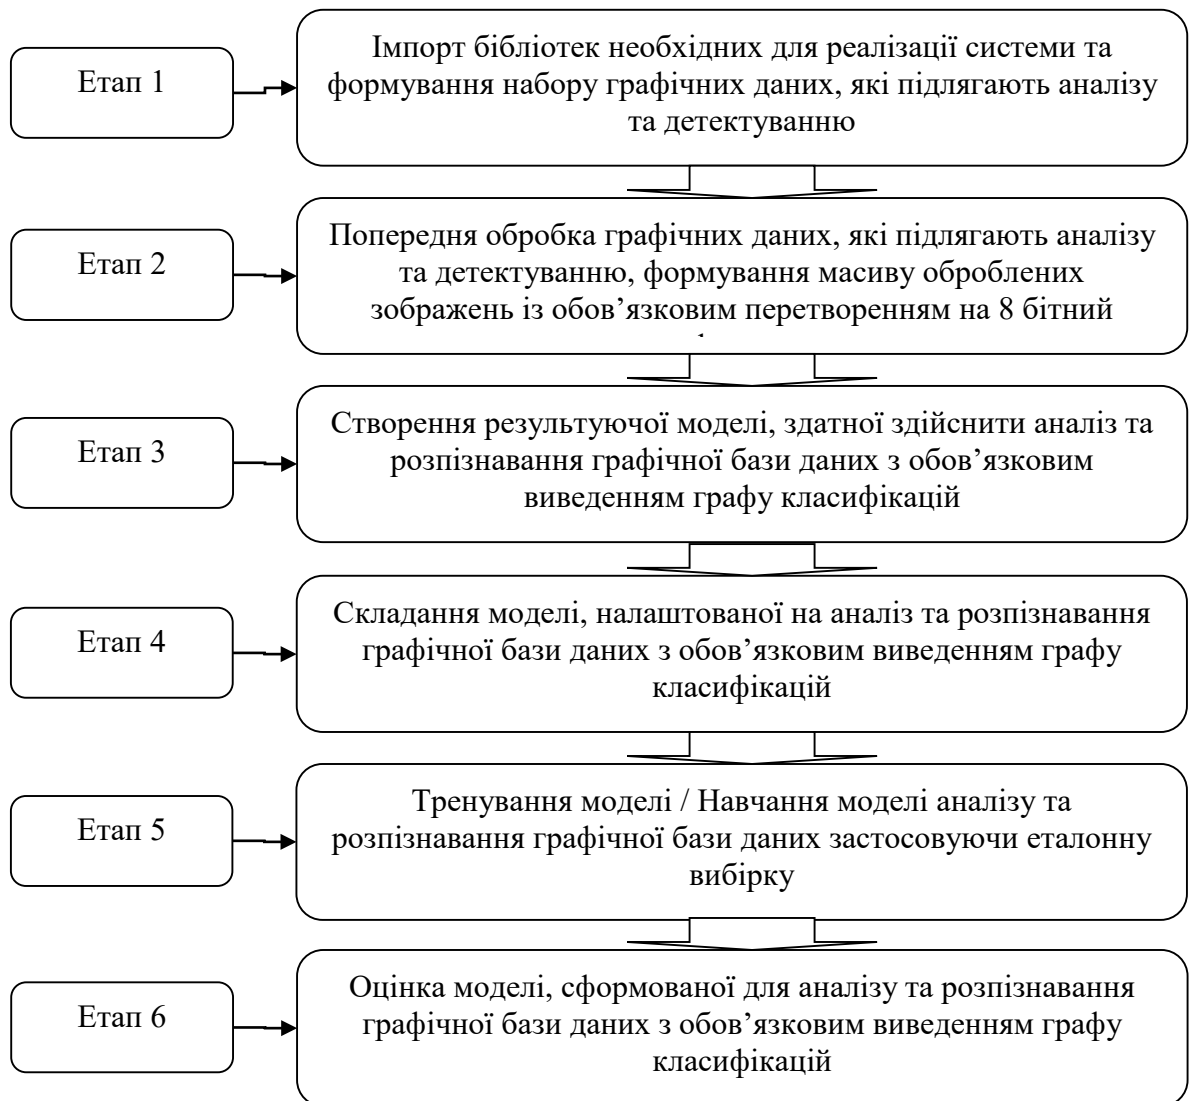 Етап 1
Імпорт бібліотек необхідних для реалізації системи та
формування набору графічних даних, які підлягають аналізу
та детектуванню
Етап 2
Попередня обробка графічних даних, які підлягають аналізу
та детектуванню, формування масиву оброблених
зображень із обов’язковим перетворенням на 8 бітний
Етап 3
Створення результуючої моделі, здатної здійснити аналіз та
розпізнавання графічної бази даних з обов’язковим
виведенням графу класифікацій
Етап 4
Складання моделі, налаштованої на аналіз та розпізнавання
графічної бази даних з обов’язковим виведенням графу
класифікацій
Етап 5
Тренування моделі / Навчання моделі аналізу та
розпізнавання графічної бази даних застосовуючи еталонну
вибірку
Етап 6
Оцінка моделі, сформованої для аналізу та розпізнавання
графічної бази даних з обов’язковим виведенням графу
класифікацій